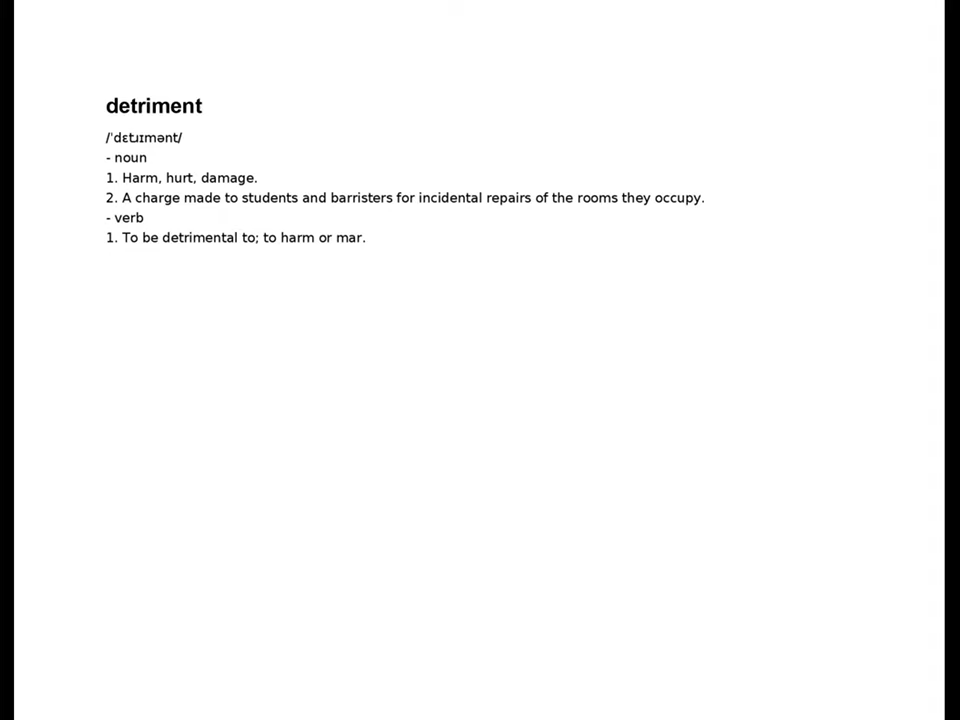 detriment
/ˈdɛtɹɪmənt/
- noun
1. Harm, hurt, damage.
2. A charge made to students and barristers for incidental repairs of the rooms they occupy.
- verb
1. To be detrimental to; to harm or mar.